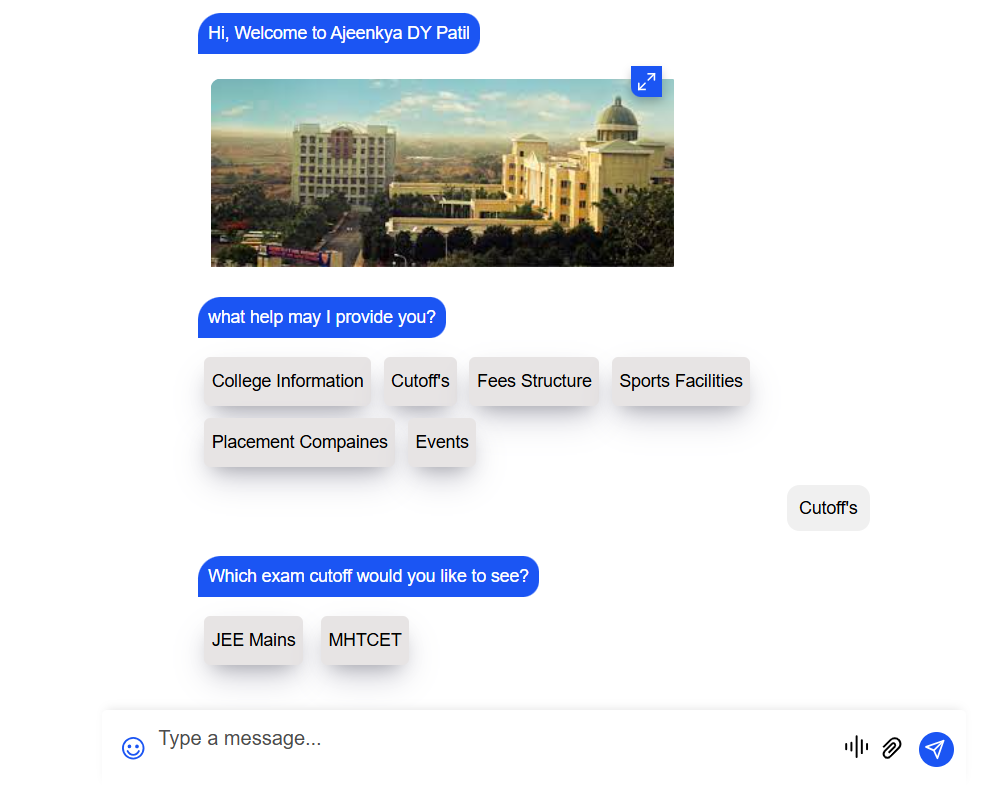 Hi, Welcome to Ajeenkya DY Patil
what help may I provide you?
College Information
Cutoff's
Fees Structure
Sports Facilities
Placement Compaines
Events
Cutoff's
Which exam cutoff would you like to see?
JEE Mains
MHTCET
Type a message...